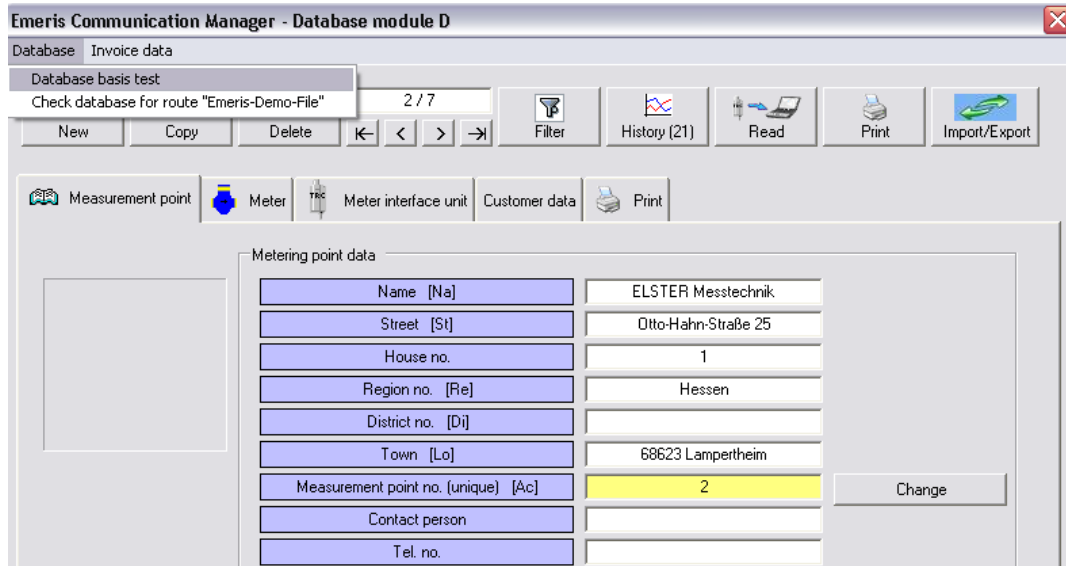 Emeris Communication Manager - Database module D
Database Invoice data
Database basis test
Check database for route "Emeris-Demo-File"
2 / 7
New Copy Delete Filter History (21) Read Print Import/Export
Measurement point Meter TRIC Meter interface unit Customer data Print
Metering point data
Name [Na] ELSTER Messtechnik
Street [St] Otto-Hahn-Straße 25
House no. 1
Region no. [Re] Hessen
District no. [Di]
Town [Lo] 68623 Lampertheim
Measurement point no. (unique) [Ac] 2 Change
Contact person
Tel. no.